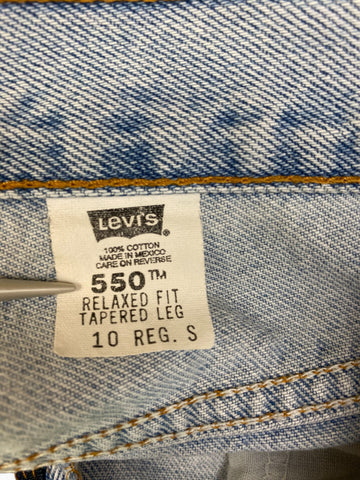 Levi's®
100% COTTON
MADE IN MEXICO
CARE ON REVERSE
550™
RELAXED FIT
TAPERED LEG
10 REG. S